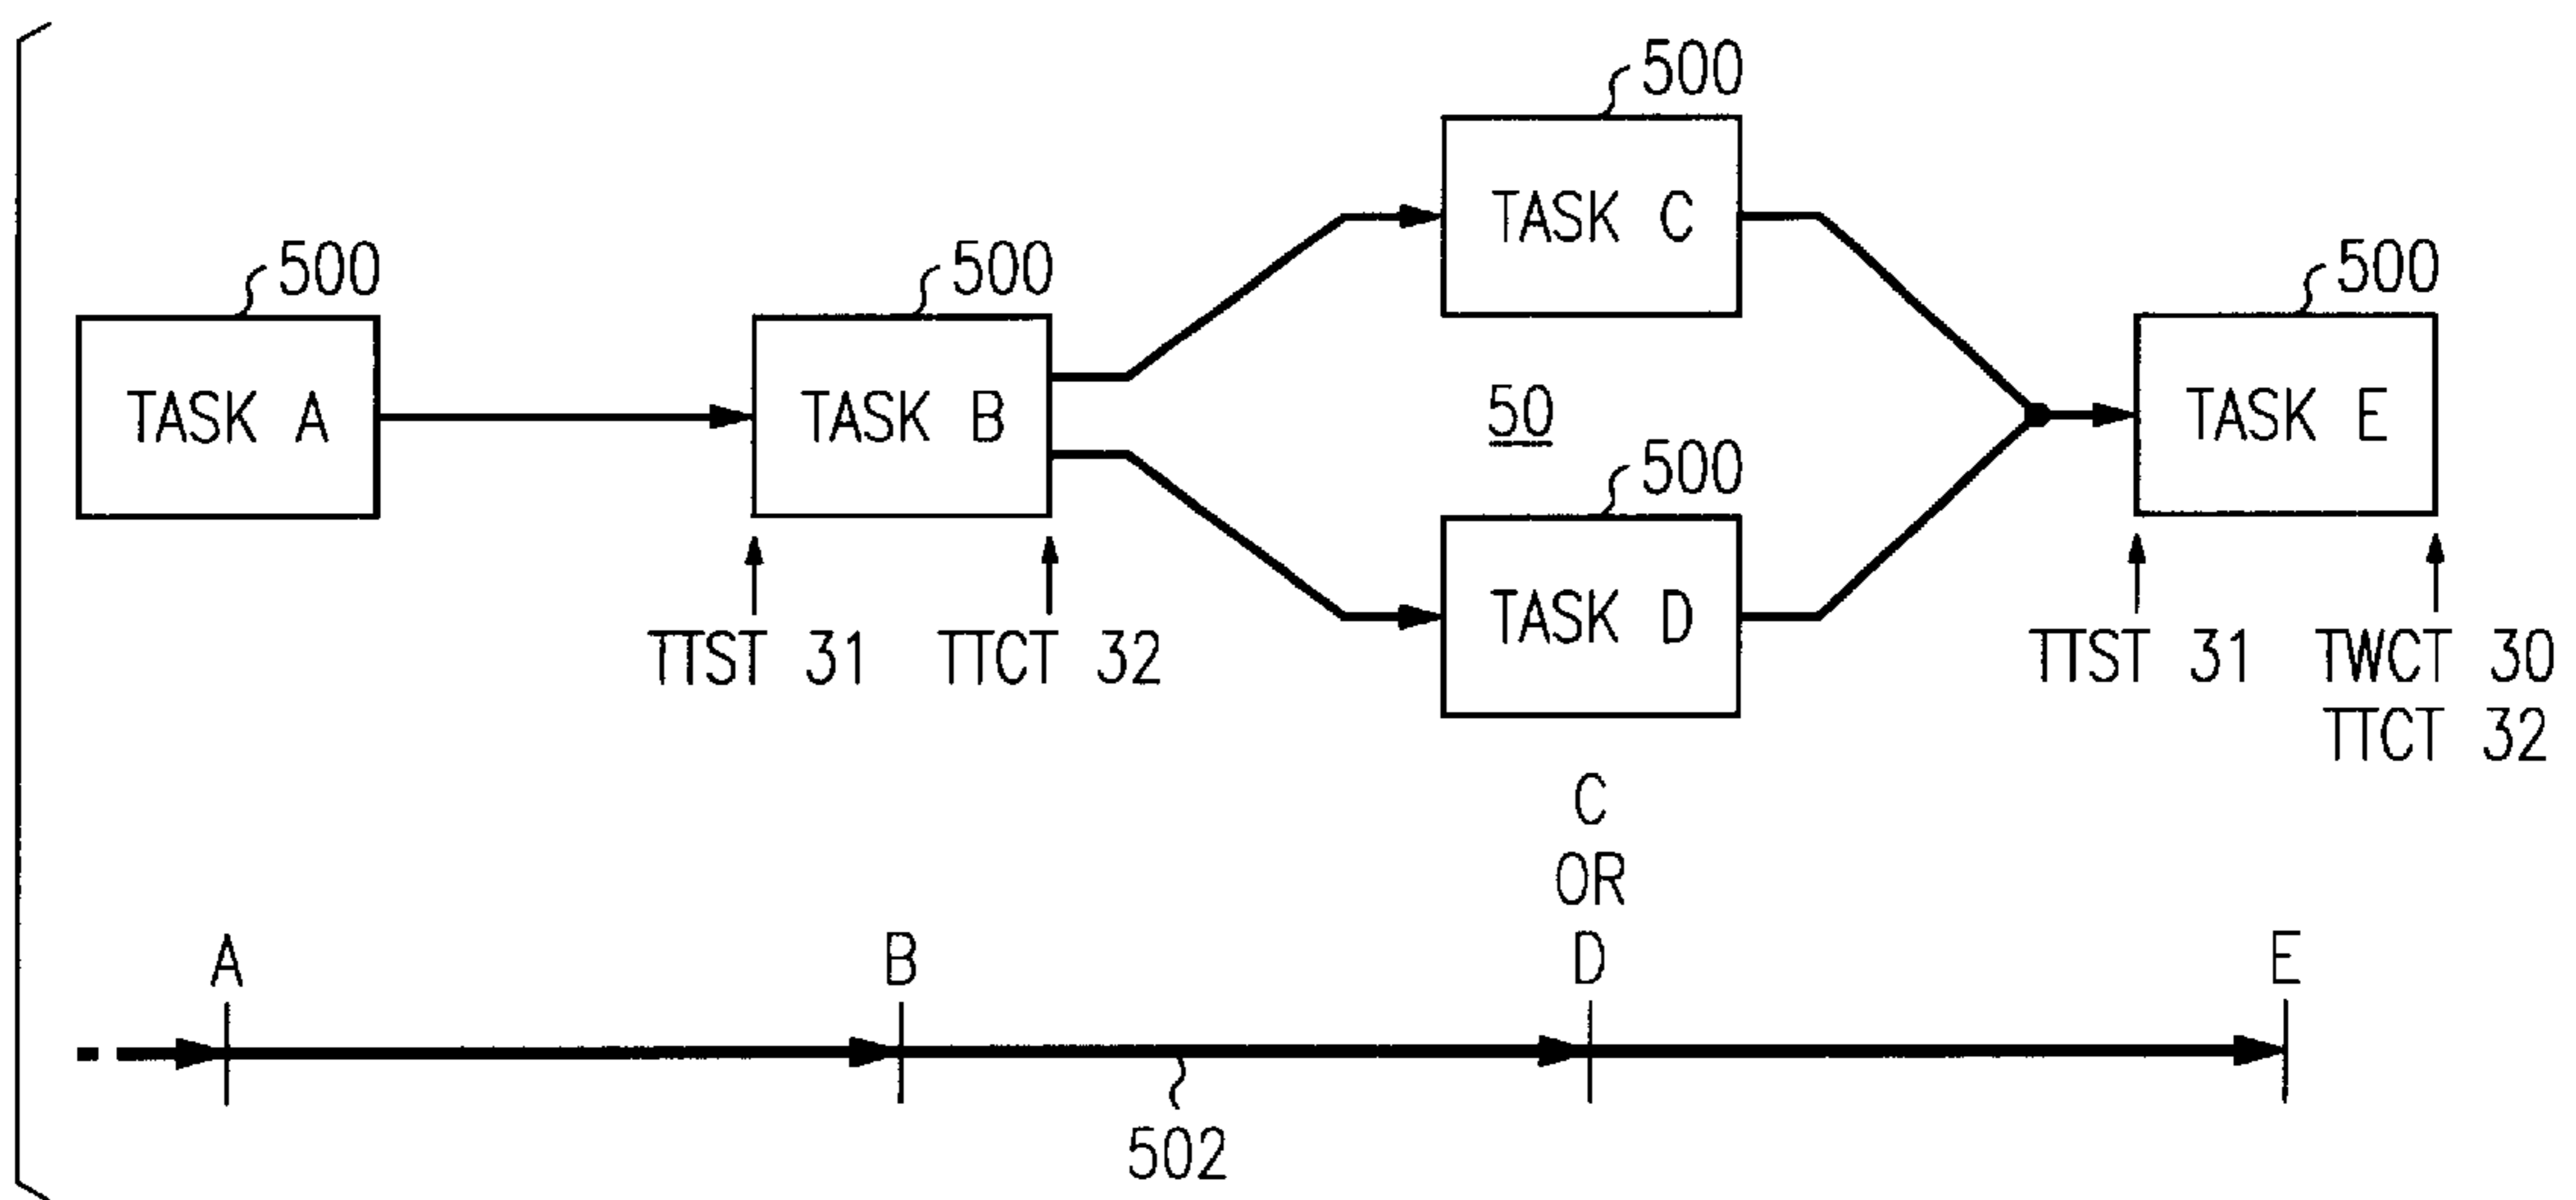 500
TASK C
500
500
500
TASK A
TASK B
50
TASK E
500
TASK D
TTST 31
TTCT 32
TTST 31
TWCT 30
TTCT 32
C
OR
D
A
B
E
502